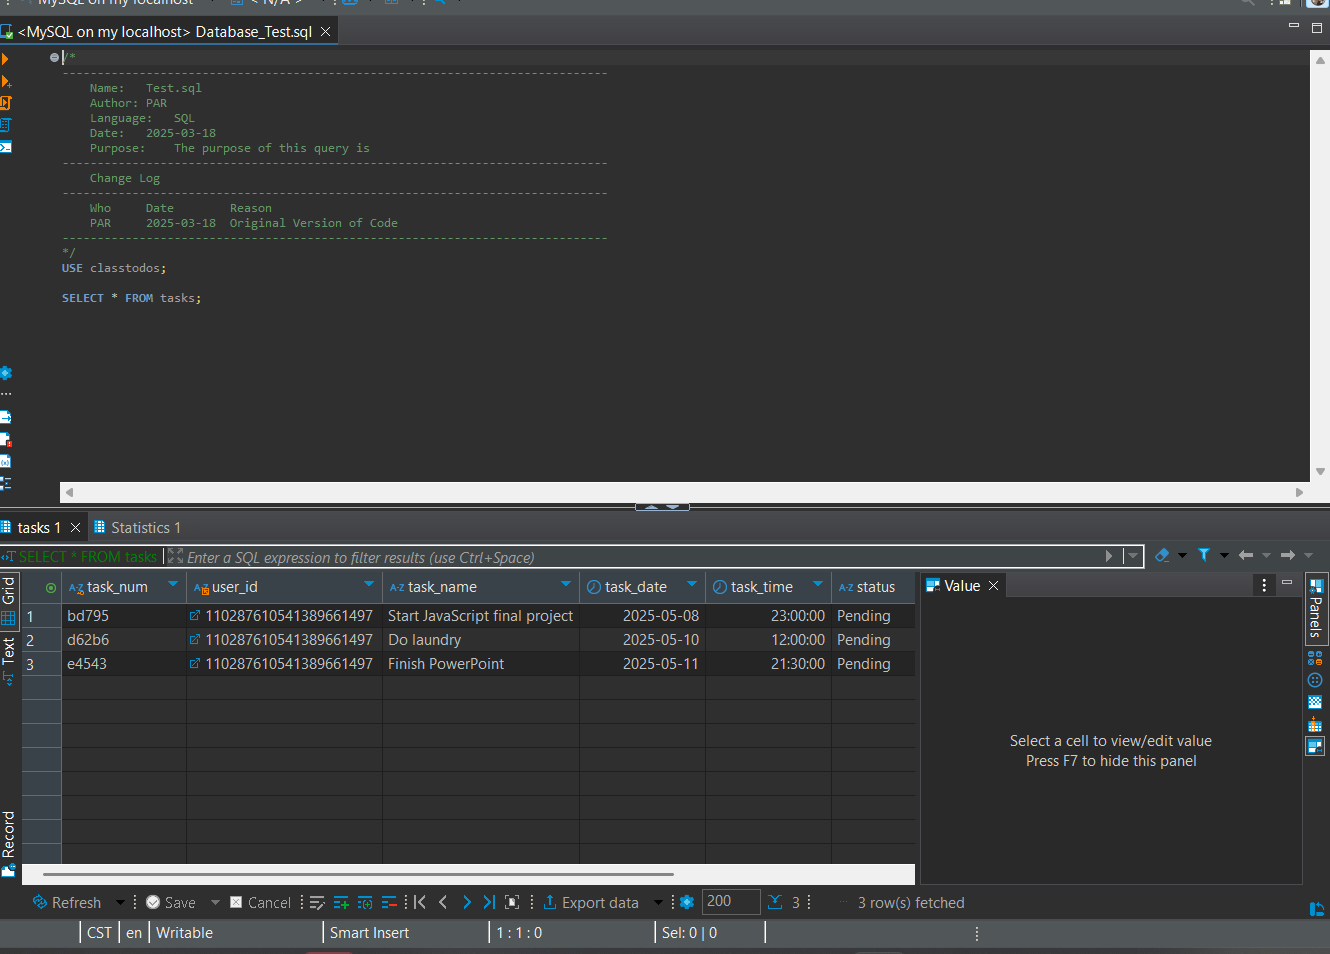 MySQL on my localhost
< N/A >
<MySQL on my localhost> Database_Test.sql
/*
-----------------------------------------------------------------------------
Name: Test.sql
Author: PAR
Language: SQL
Date: 2025-03-18
Purpose: The purpose of this query is
-----------------------------------------------------------------------------
Change Log
-----------------------------------------------------------------------------
Who Date Reason
PAR 2025-03-18 Original Version of Code
-----------------------------------------------------------------------------
*/
USE classtodos;
SELECT * FROM tasks;
tasks 1 Statistics 1
SELECT * FROM tasks Enter a SQL expression to filter results (use Ctrl+Space)
Grid
Text
Record
task_num user_id task_name task_date task_time status
1 bd795 110287610541389661497 Start JavaScript final project 2025-05-08 23:00:00 Pending
2 d62b6 110287610541389661497 Do laundry 2025-05-10 12:00:00 Pending
3 e4543 110287610541389661497 Finish PowerPoint 2025-05-11 21:30:00 Pending
Value
Panels
Select a cell to view/edit value
Press F7 to hide this panel
Refresh Save Cancel Export data 200 3 3 row(s) fetched
CST en Writable Smart Insert 1 : 1 : 0 Sel: 0 | 0